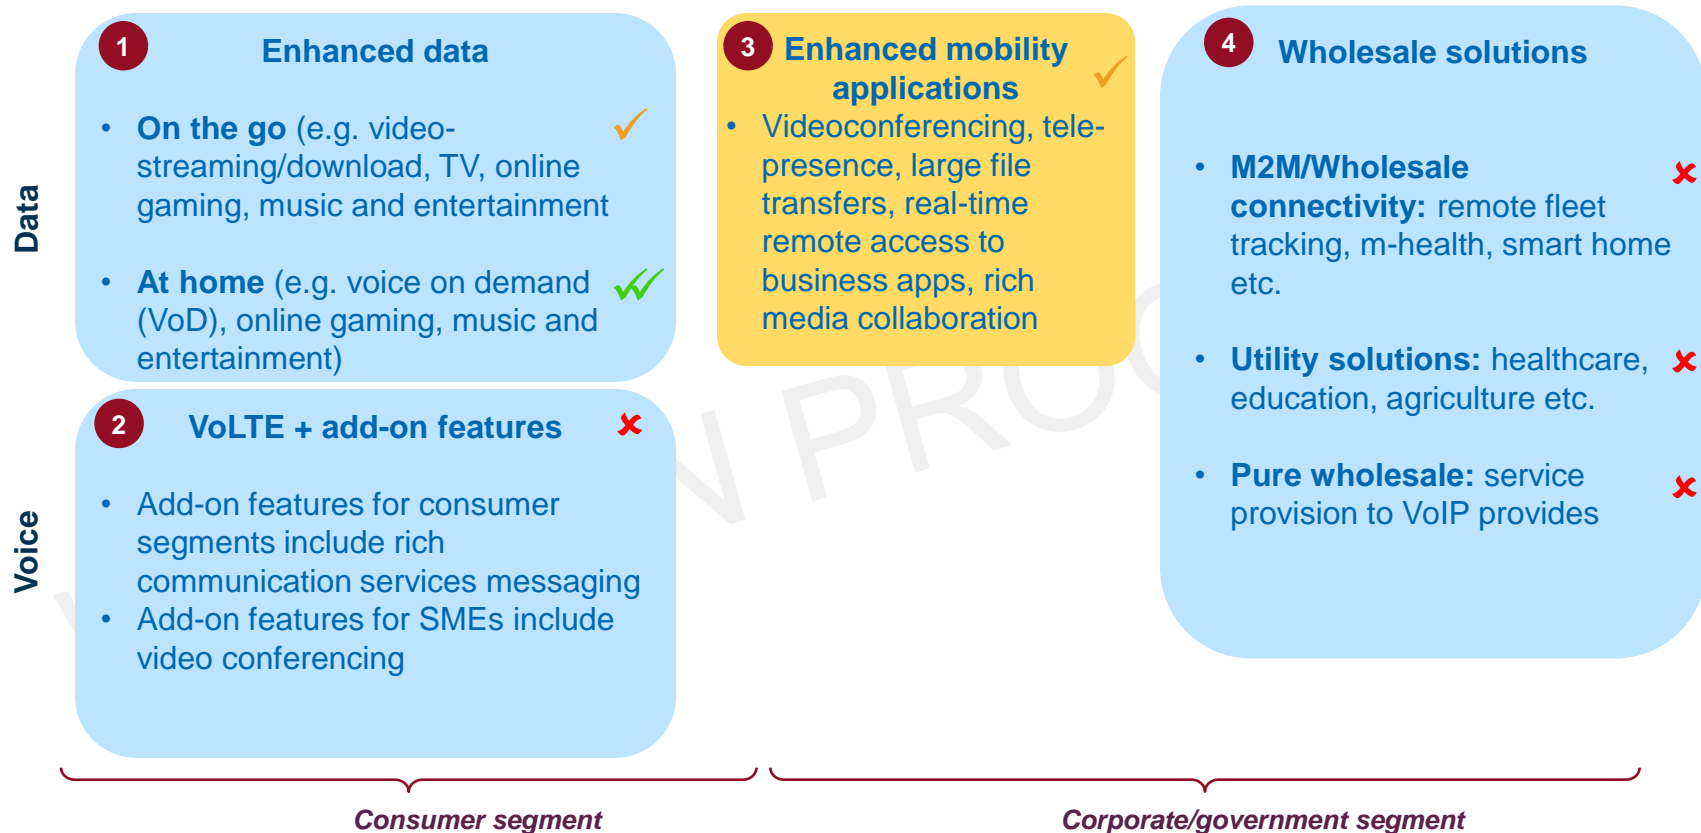 1
Enhanced data
• On the go (e.g. video-
streaming/download, TV, online
gaming, music and entertainment
• At home (e.g. voice on demand
(VoD), online gaming, music and
entertainment)
2
VoLTE + add-on features
• Add-on features for consumer
segments include rich
communication services messaging
• Add-on features for SMEs include
video conferencing
3
Enhanced mobility
applications
• Videoconferencing, tele-
presence, large file
transfers, real-time
remote access to
business apps, rich
media collaboration
4
Wholesale solutions
• M2M/Wholesale
connectivity: remote fleet
tracking, m-health, smart home
etc.
• Utility solutions: healthcare,
education, agriculture etc.
• Pure wholesale: service
provision to VoIP provides
Data
Voice
Consumer segment
Corporate/government segment